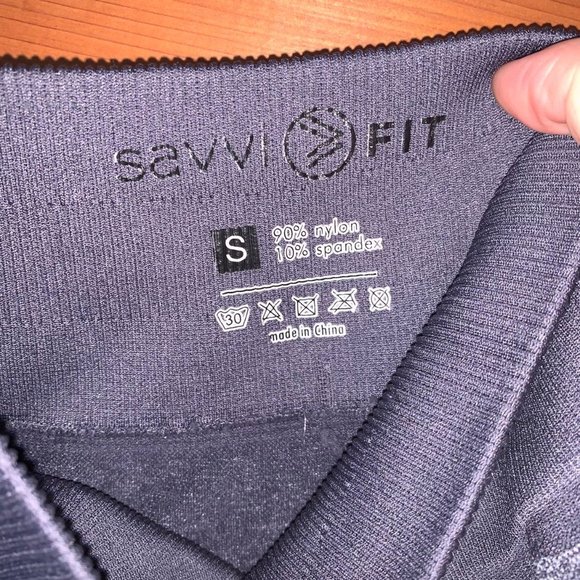 savvi FIT
S
90% nylon
10% spandex
30
made in China